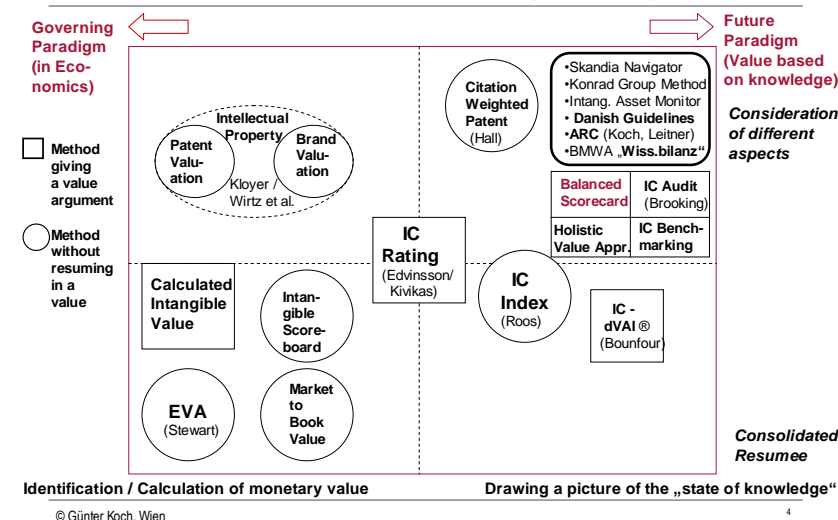 Governing
Paradigm
(in Eco-
nomics)
Future
Paradigm
(Value based
on knowledge)
Consideration
of different
aspects
Method
giving
a value
argument
Method
without
resuming
in a
value
Intellectual
Property
Patent
Valu-
ation
Brand
Valu-
ation
Kloyer /
Wirtz et al.
Citation
Weighted
Patent
(Hall)
•Skandia Navigator
•Konrad Group Method
•Intang. Asset Monitor
• Danish Guidelines
•ARC (Koch, Leitner)
•BMWA „Wiss.bilanz“
Balanced
Scorecard
IC Audit
(Brooking)
Holistic
Value Appr.
IC Bench-
marking
IC
Rating
(Edvinsson/
Kivikas)
Calculated
Intangible
Value
Intan-
gible
Score-
board
IC
Index
(Roos)
IC -
dVAI ®
(Bounfour)
EVA
(Stewart)
Market
to
Book
Value
Consolidated
Resumee
Identification / Calculation of monetary value
Drawing a picture of the „state of knowledge“
© Günter Koch, Wien
4